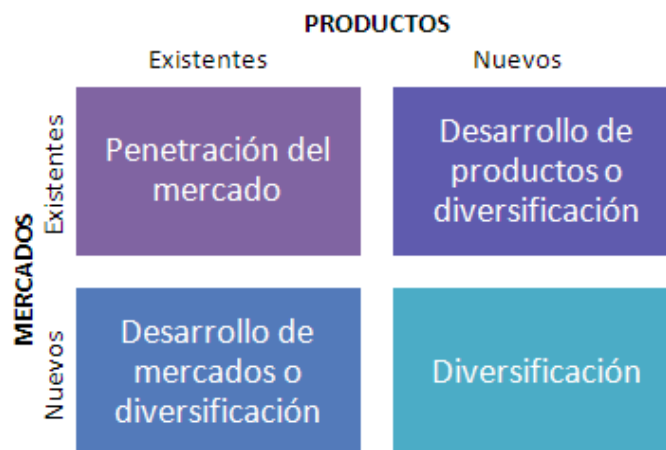 PRODUCTOS
Existentes Nuevos
MERCADOS
Existentes
Penetración del
mercado
Desarrollo de
productos o
diversificación
Nuevos
Desarrollo de
mercados o
diversificación
Diversificación